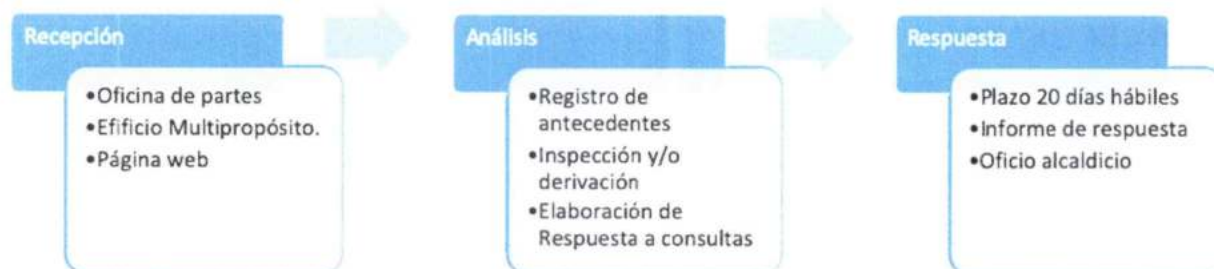 Recepción
•Oficina de partes
•Efificio Multipropósito.
•Página web
Análisis
•Registro de
antecedentes
•Inspección y/o
derivación
•Elaboración de
Respuesta a consultas
Respuesta
•Plazo 20 días hábiles
•Informe de respuesta
•Oficio alcaldicio